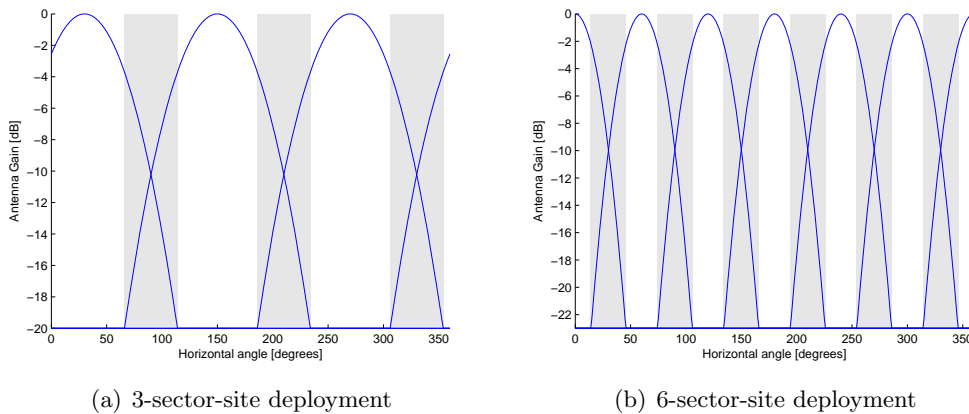 0
−2
−4
−6
−8
−10
−12
−14
−16
−18
−20
Antenna Gain [dB]
0 50 100 150 200 250 300 350
Horizontal angle [degrees]
(a) 3-sector-site deployment
0
−2
−4
−6
−8
−10
−12
−14
−16
−18
−20
−22
Antenna Gain [dB]
0 50 100 150 200 250 300 350
Horizontal angle [degrees]
(b) 6-sector-site deployment